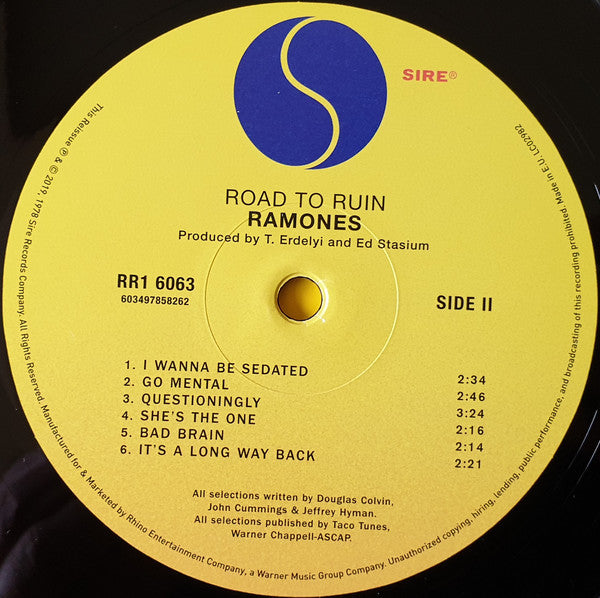 SIRE®
ROAD TO RUIN
RAMONES
Produced by T. Erdelyi and Ed Stasium
RR1 6063
603497858262
SIDE II
1. I WANNA BE SEDATED 2:34
2. GO MENTAL 2:46
3. QUESTIONINGLY 3:24
4. SHE'S THE ONE 2:16
5. BAD BRAIN 2:14
6. IT'S A LONG WAY BACK 2:21
All selections written by Douglas Colvin,
John Cummings & Jeffrey Hyman.
All selections published by Taco Tunes,
Warner Chappell-ASCAP.
This Reissue ℗ & © 2019, 1978 Sire Records Company. All Rights Reserved. Manufactured for & Marketed by Rhino Entertainment Company, a Warner Music Group Company. Unauthorized copying, hiring, lending, public performance, and broadcasting of this recording prohibited. Made in E.U. LC02982